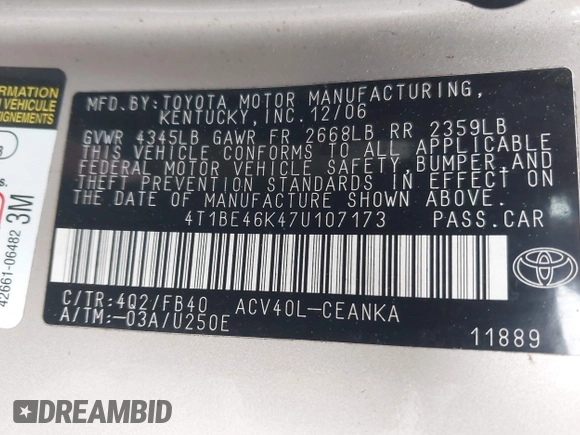 MFD.BY:TOYOTA MOTOR MANUFACTURING,
KENTUCKY,INC.12/06
GVWR 4345LB GAWR FR 2668LB RR 2359LB
THIS VEHICLE CONFORMS TO ALL APPLICABLE
FEDERAL MOTOR VEHICLE SAFETY, BUMPER,AND
THEFT PREVENTION STANDARDS IN EFFECT ON
THE DATE OF MANUFACTURE SHOWN ABOVE.
4T1BE46K47U107173 PASS.CAR
C/TR:4Q2/FB40 ACV40L-CEANKA
A/TM:-03A/U250E
11889
TOYOTA
FORMATION
VEHICULE
IGNEMENTS
s.
42661-06482 3M
DREAMBID